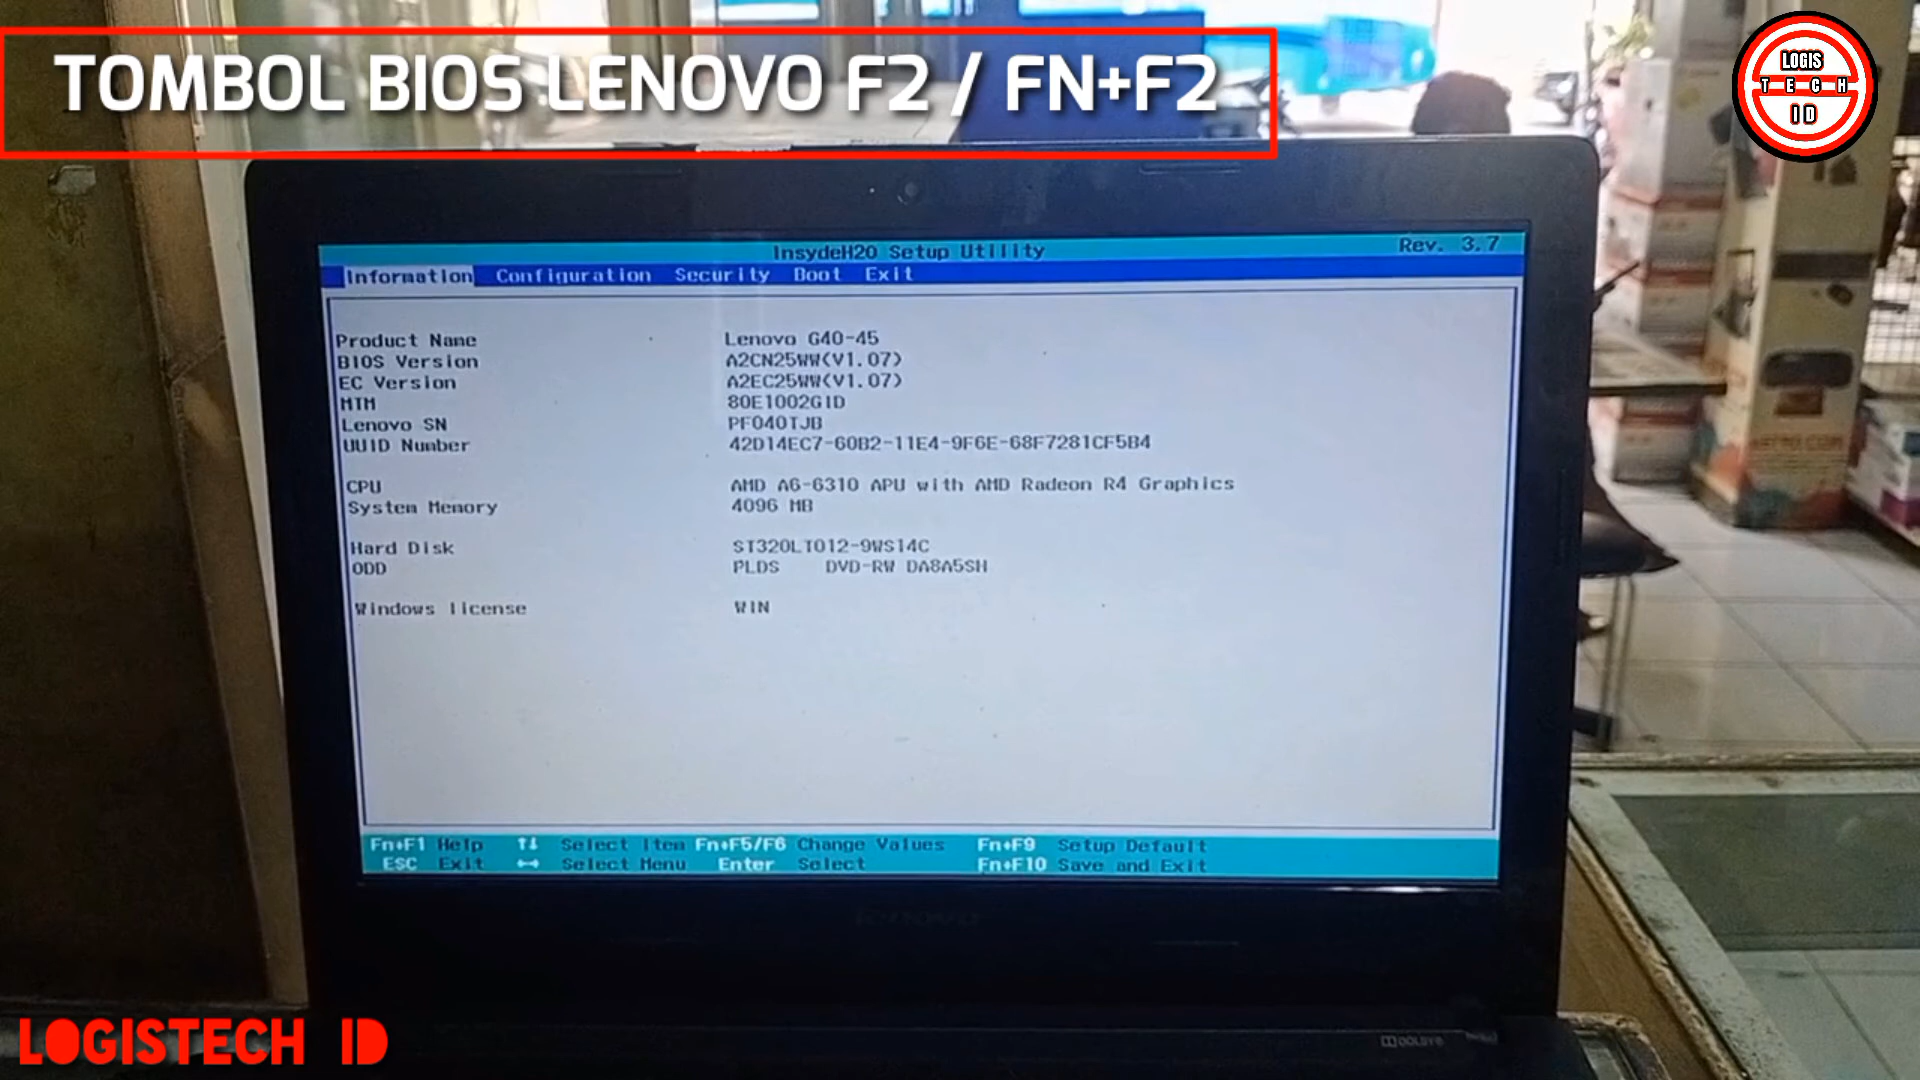 TOMBOL BIOS LENOVO F2 / FN+F2
LOGIS
TECH
ID
InsydeH20 Setup Utility Rev. 3.7
Information Configuration Security Boot Exit
Product Name Lenovo G40-45
BIOS Version A2CN25WW(V1.07)
EC Version A2EC25WW(V1.07)
MTM 80E1002GID
Lenovo SN PF040TJB
UUID Number 42D14EC7-60B2-11E4-9F6E-68F7281CF5B4
CPU AMD A6-6310 APU with AMD Radeon R4 Graphics
System Memory 4096 MB
Hard Disk ST320LT012-9WS14C
ODD PLDS DVD-RW DA8A5SH
Windows license WIN
Fn+F1 Help ↑↓ Select Item Fn+F5/F6 Change Values Fn+F9 Setup Default
ESC Exit ↔ Select Menu Enter Select Fn+F10 Save and Exit
LOGISTECH ID